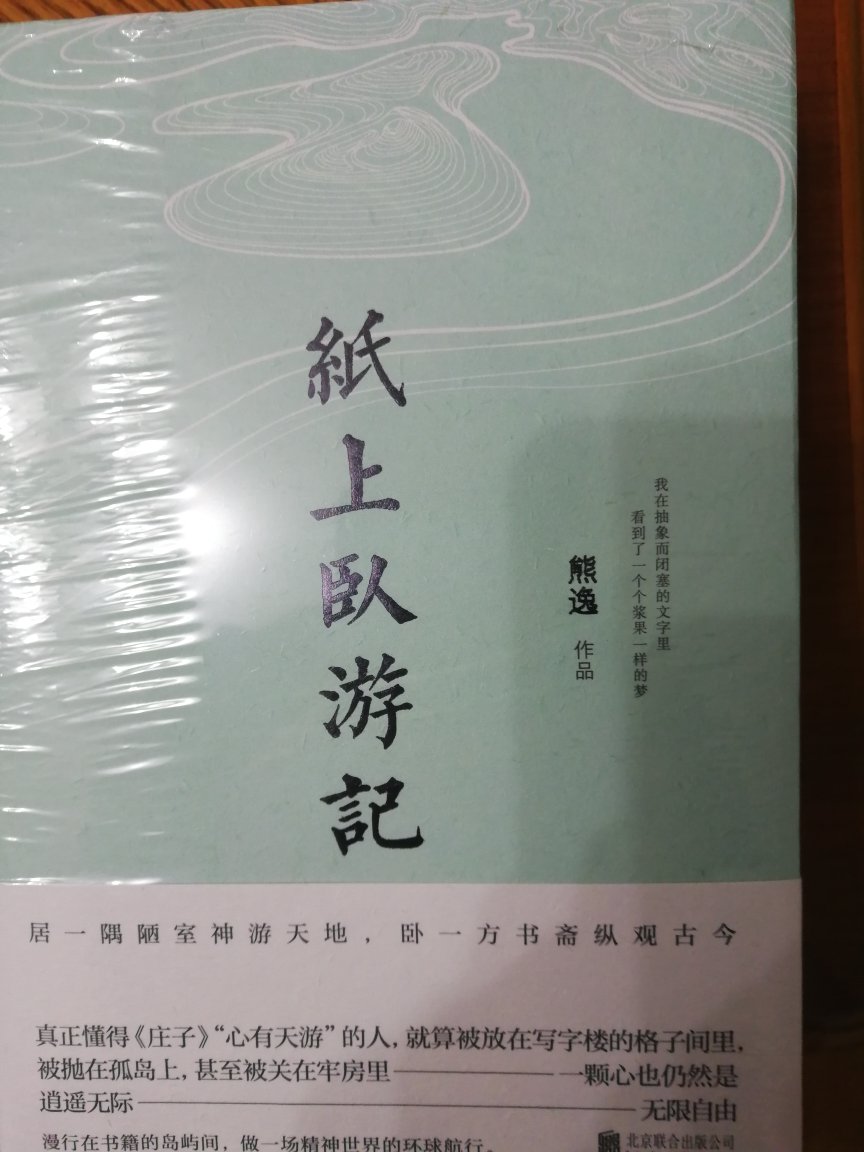 紙上臥游記
我在抽象而闭塞的文字里
看到了一个个浆果一样的梦
熊逸 作品
居一隅陋室神游天地，卧一方书斋纵观古今
真正懂得《庄子》“心有天游”的人，就算被放在写字楼的格子间里，
被抛在孤岛上，甚至被关在牢房里———一颗心也仍然是
逍遥无际———无限自由
漫行在书籍的岛屿间，做一场精神世界的环球航行。
北京联合出版公司